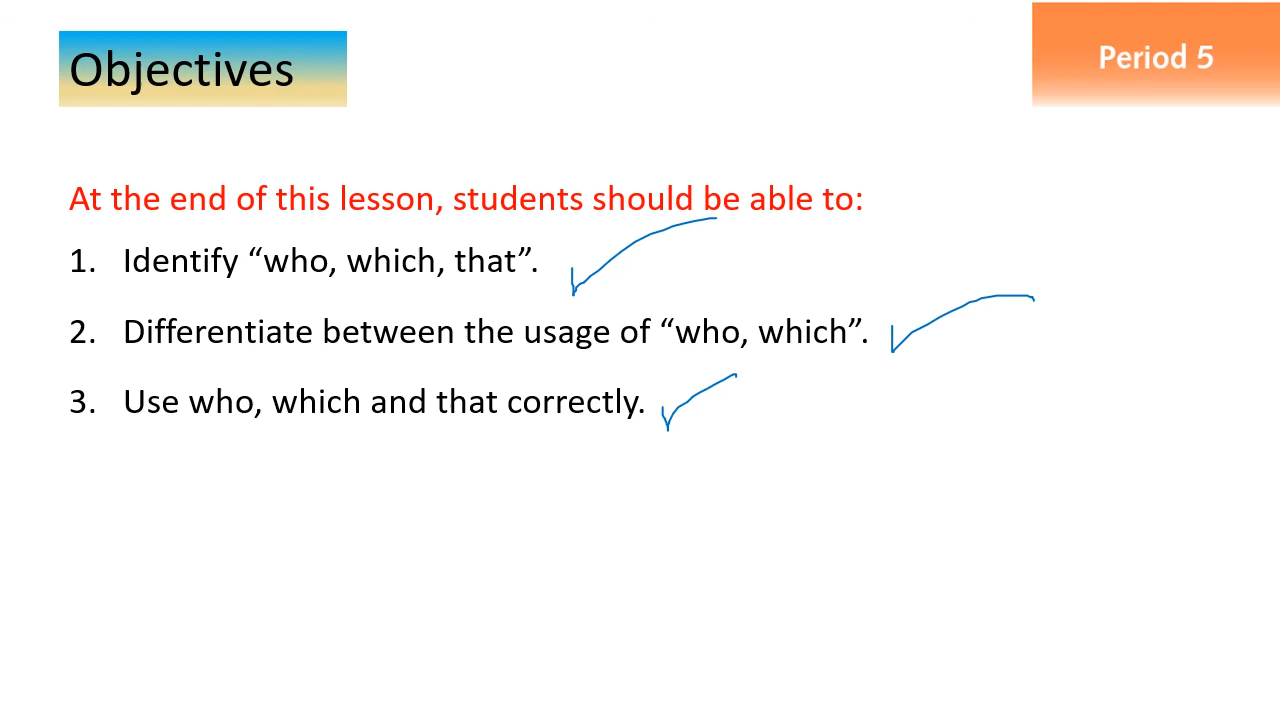 Objectives
Period 5
At the end of this lesson, students should be able to:
1. Identify “who, which, that”.
2. Differentiate between the usage of “who, which”.
3. Use who, which and that correctly.